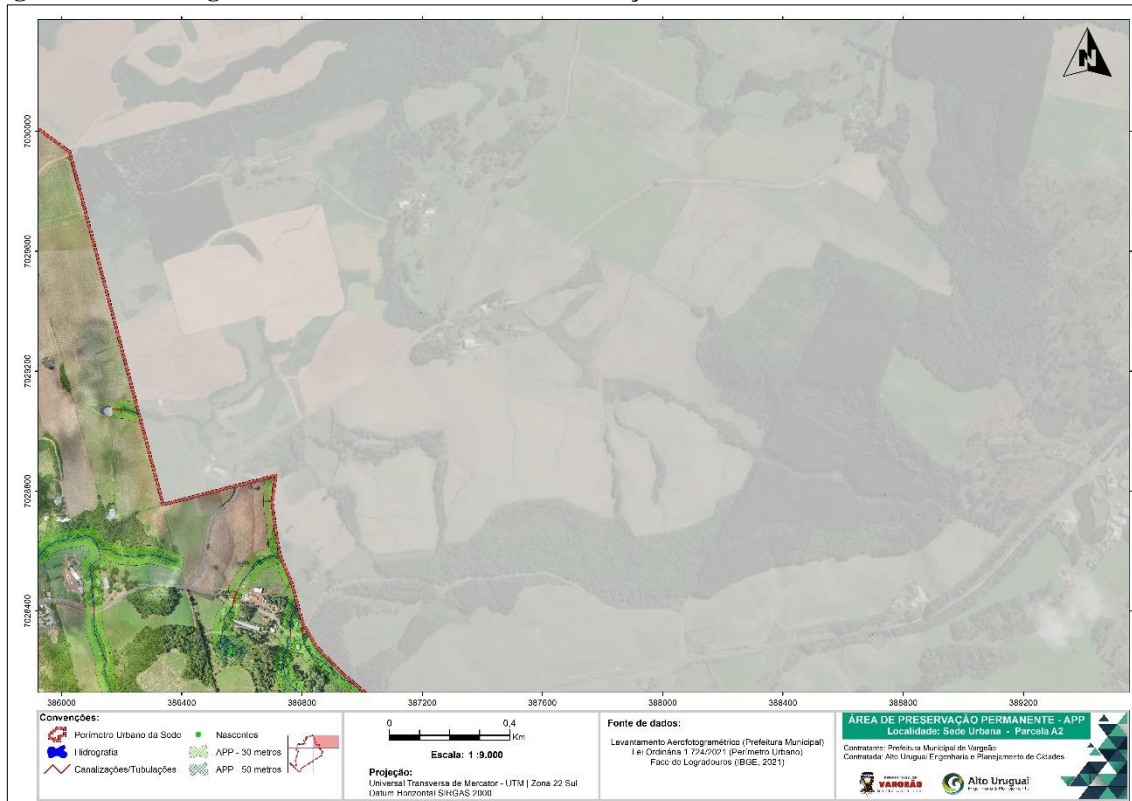 7030000
7029600
7029200
7028800
7028400
386000 386400 386800 387200 387600 388000 388400 388800 389200
N
Convenções:
Perímetro Urbano da Sede
Hidrografia
Canalizações/Tubulações
Nascentes
APP - 30 metros
APP 50 metros
0 0,4
Km
Escala: 1:9.000
Projeção:
Universal Transversa de Mercator - UTM | Zona 22 Sul
Datum Horizontal SIRGAS 2000
Fonte de dados:
Levantamento Aerofotogramétrico (Prefeitura Municipal)
Lei Ordinária 1.724/2021 (Perímetro Urbano)
Face de Logradouros (IBGE, 2021)
ÁREA DE PRESERVAÇÃO PERMANENTE - APP
Localidade: Sede Urbana - Parcela A2
Contratante: Prefeitura Municipal de Vargeão
Contratada: Alto Uruguai Engenharia e Planejamento de Cidades
VARGEÃO
Alto Uruguai